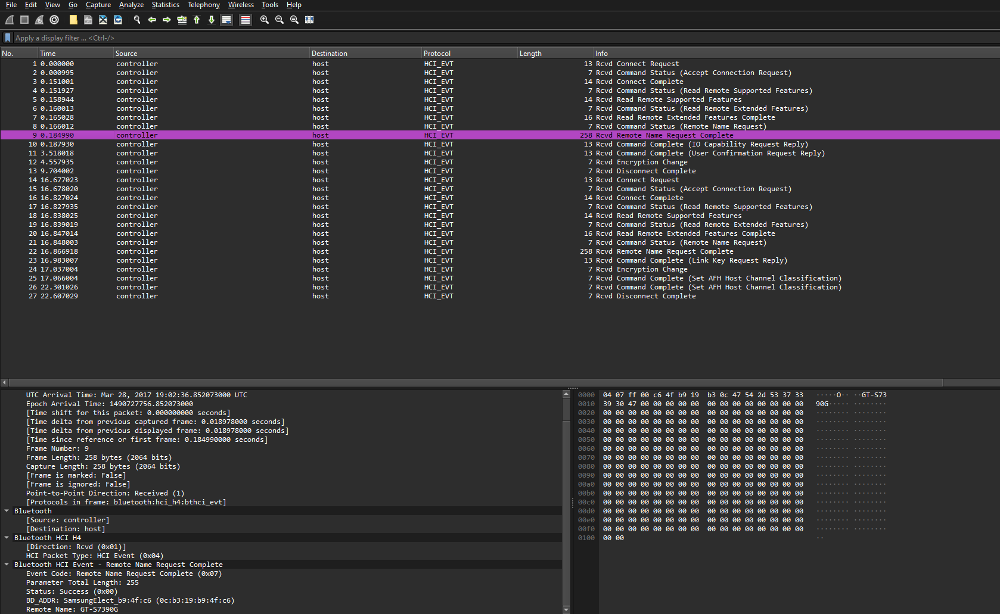 File Edit View Go Capture Analyze Statistics Telephony Wireless Tools Help
Apply a display filter ... <Ctrl-/>
No. Time Source Destination Protocol Length Info
1 0.000000 controller host HCI_EVT 13 Rcvd Connect Request
2 0.000995 controller host HCI_EVT 7 Rcvd Command Status (Accept Connection Request)
3 0.151001 controller host HCI_EVT 14 Rcvd Connect Complete
4 0.151927 controller host HCI_EVT 7 Rcvd Command Status (Read Remote Supported Features)
5 0.158944 controller host HCI_EVT 14 Rcvd Read Remote Supported Features
6 0.160013 controller host HCI_EVT 7 Rcvd Command Status (Read Remote Extended Features)
7 0.165028 controller host HCI_EVT 16 Rcvd Read Remote Extended Features Complete
8 0.166012 controller host HCI_EVT 7 Rcvd Command Status (Remote Name Request)
9 0.184990 controller host HCI_EVT 258 Rcvd Remote Name Request Complete
10 0.187930 controller host HCI_EVT 13 Rcvd Command Complete (IO Capability Request Reply)
11 3.518018 controller host HCI_EVT 13 Rcvd Command Complete (User Confirmation Request Reply)
12 4.557935 controller host HCI_EVT 7 Rcvd Encryption Change
13 9.704002 controller host HCI_EVT 7 Rcvd Disconnect Complete
14 16.677023 controller host HCI_EVT 13 Rcvd Connect Request
15 16.678020 controller host HCI_EVT 7 Rcvd Command Status (Accept Connection Request)
16 16.827024 controller host HCI_EVT 14 Rcvd Connect Complete
17 16.827935 controller host HCI_EVT 7 Rcvd Command Status (Read Remote Supported Features)
18 16.838025 controller host HCI_EVT 14 Rcvd Read Remote Supported Features
19 16.839019 controller host HCI_EVT 7 Rcvd Command Status (Read Remote Extended Features)
20 16.847014 controller host HCI_EVT 16 Rcvd Read Remote Extended Features Complete
21 16.848003 controller host HCI_EVT 7 Rcvd Command Status (Remote Name Request)
22 16.866918 controller host HCI_EVT 258 Rcvd Remote Name Request Complete
23 16.983007 controller host HCI_EVT 13 Rcvd Command Complete (Link Key Request Reply)
24 17.037004 controller host HCI_EVT 7 Rcvd Encryption Change
25 17.066004 controller host HCI_EVT 7 Rcvd Command Complete (Set AFH Host Channel Classification)
26 22.301026 controller host HCI_EVT 7 Rcvd Command Complete (Set AFH Host Channel Classification)
27 22.607029 controller host HCI_EVT 7 Rcvd Disconnect Complete
UTC Arrival Time: Mar 28, 2017 19:02:36.852073000 UTC
Epoch Arrival Time: 1490727756.852073000
[Time shift for this packet: 0.000000000 seconds]
[Time delta from previous captured frame: 0.018978000 seconds]
[Time delta from previous displayed frame: 0.018978000 seconds]
[Time since reference or first frame: 0.184990000 seconds]
Frame Number: 9
Frame Length: 258 bytes (2064 bits)
Capture Length: 258 bytes (2064 bits)
[Frame is marked: False]
[Frame is ignored: False]
Point-to-Point Direction: Received (1)
[Protocols in frame: bluetooth:hci_h4:bthci_evt]
Bluetooth
[Source: controller]
[Destination: host]
Bluetooth HCI H4
[Direction: Rcvd (0x01)]
HCI Packet Type: HCI Event (0x04)
Bluetooth HCI Event - Remote Name Request Complete
Event Code: Remote Name Request Complete (0x07)
Parameter Total Length: 255
Status: Success (0x00)
BD_ADDR: SamsungElect_b9:4f:c6 (0c:b3:19:b9:4f:c6)
Remote Name: GT-S7390G
0000 04 07 ff 00 c6 4f b9 19 b3 0c 47 54 2d 53 37 33 ·····O·· ··GT-S73
0010 39 30 47 00 00 00 00 00 00 00 00 00 00 00 00 00 90G····· ········
0020 00 00 00 00 00 00 00 00 00 00 00 00 00 00 00 00 ········ ········
0030 00 00 00 00 00 00 00 00 00 00 00 00 00 00 00 00 ········ ········
0040 00 00 00 00 00 00 00 00 00 00 00 00 00 00 00 00 ········ ········
0050 00 00 00 00 00 00 00 00 00 00 00 00 00 00 00 00 ········ ········
0060 00 00 00 00 00 00 00 00 00 00 00 00 00 00 00 00 ········ ········
0070 00 00 00 00 00 00 00 00 00 00 00 00 00 00 00 00 ········ ········
0080 00 00 00 00 00 00 00 00 00 00 00 00 00 00 00 00 ········ ········
0090 00 00 00 00 00 00 00 00 00 00 00 00 00 00 00 00 ········ ········
00a0 00 00 00 00 00 00 00 00 00 00 00 00 00 00 00 00 ········ ········
00b0 00 00 00 00 00 00 00 00 00 00 00 00 00 00 00 00 ········ ········
00c0 00 00 00 00 00 00 00 00 00 00 00 00 00 00 00 00 ········ ········
00d0 00 00 00 00 00 00 00 00 00 00 00 00 00 00 00 00 ········ ········
00e0 00 00 00 00 00 00 00 00 00 00 00 00 00 00 00 00 ········ ········
00f0 00 00 00 00 00 00 00 00 00 00 00 00 00 00 00 00 ········ ········
0100 00 00 ··